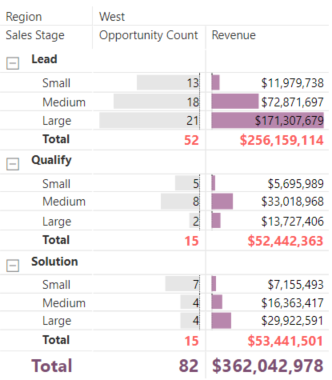 Region West
Sales Stage Opportunity Count Revenue
Lead
Small 13 $11,979,738
Medium 18 $72,871,697
Large 21 $171,307,679
Total 52 $256,159,114
Qualify
Small 5 $5,695,989
Medium 8 $33,018,968
Large 2 $13,727,406
Total 15 $52,442,363
Solution
Small 7 $7,155,493
Medium 4 $16,363,417
Large 4 $29,922,591
Total 15 $53,441,501
Total 82 $362,042,978